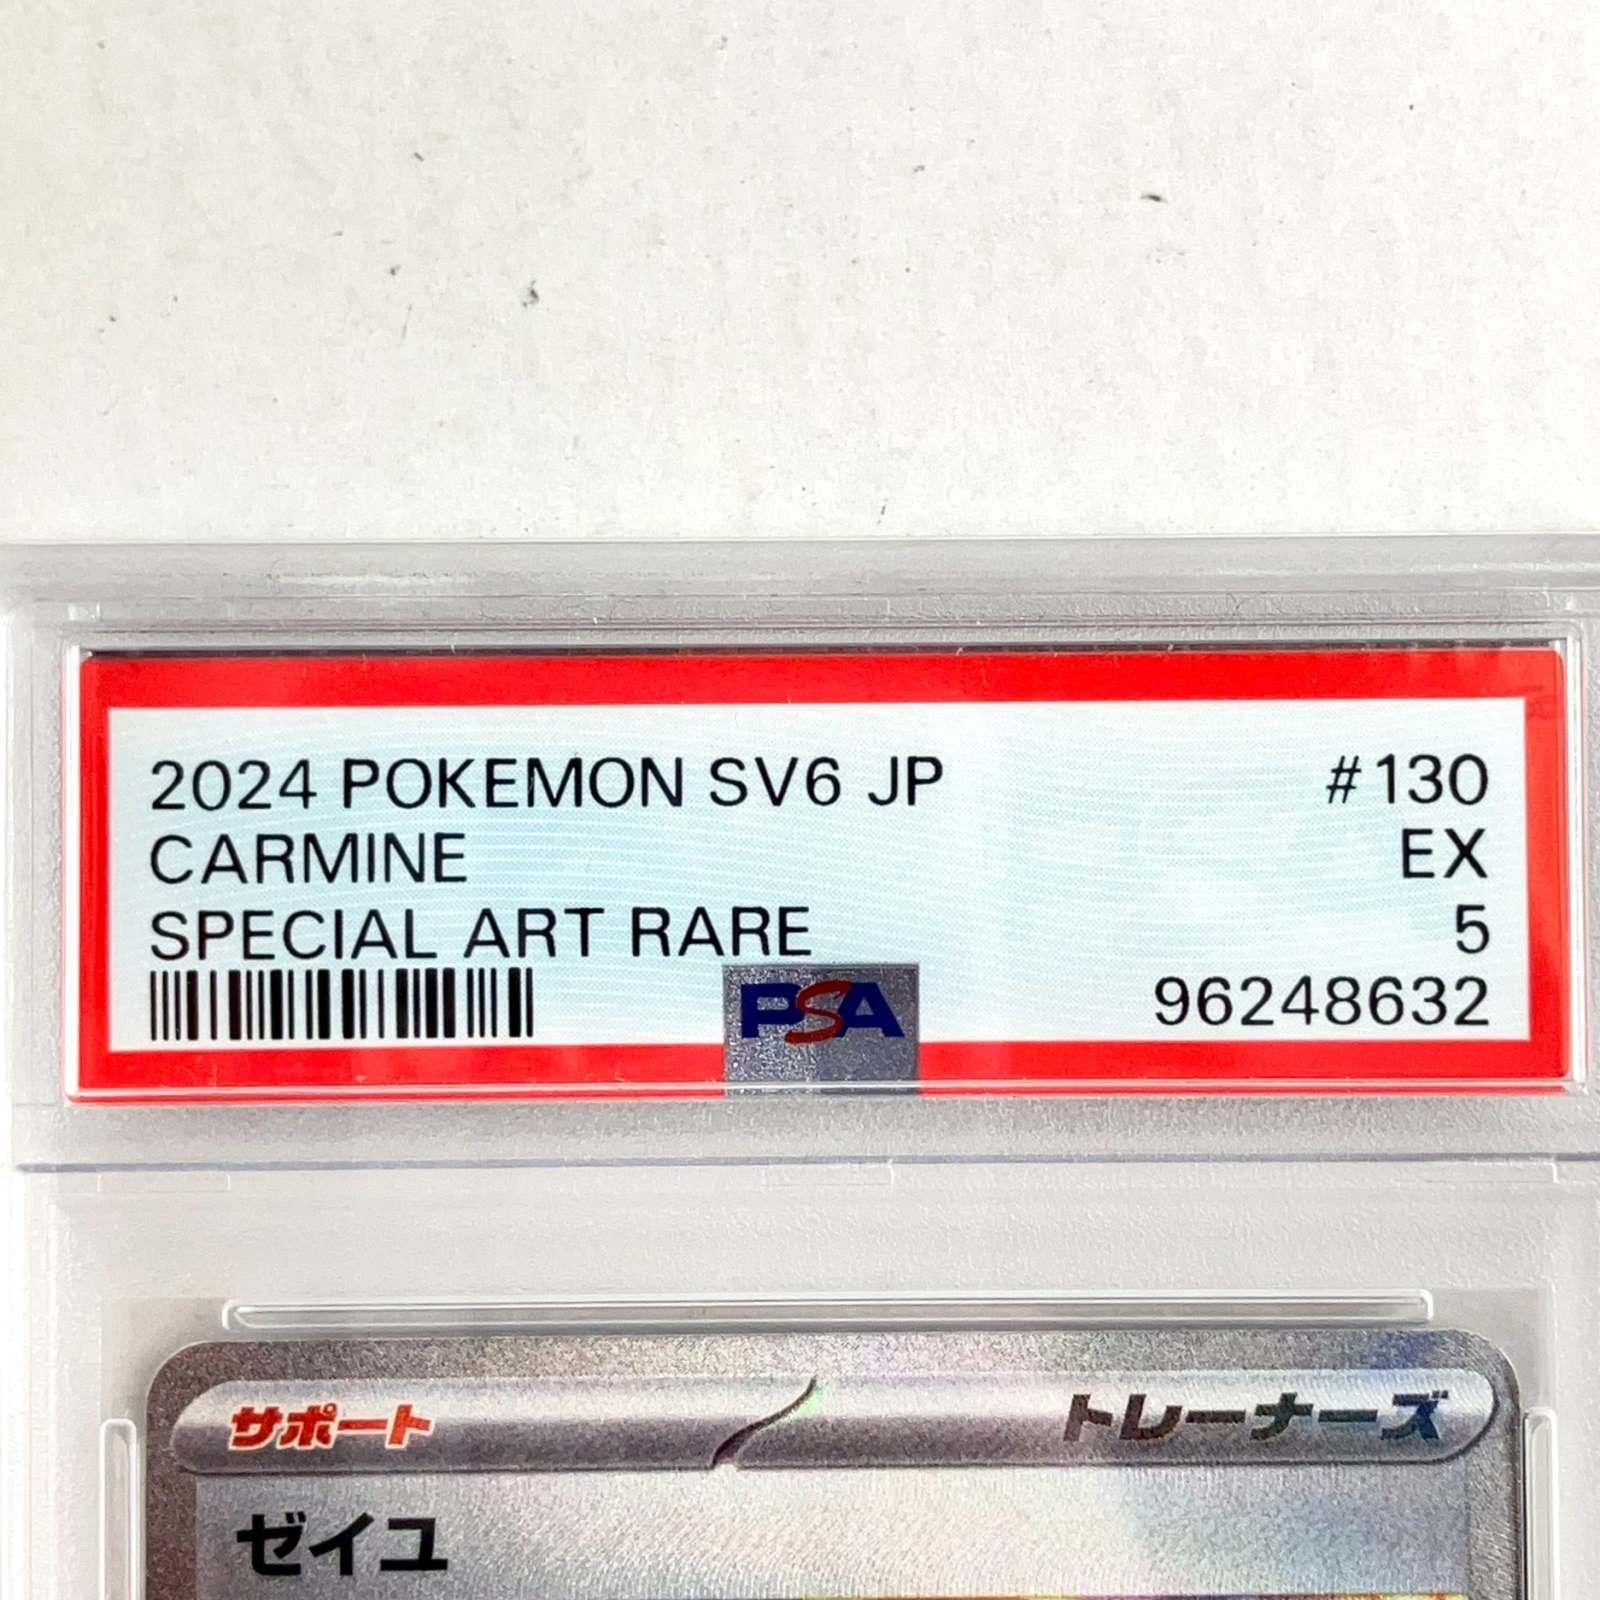 2024 POKEMON SV6 JP #130
CARMINE EX
SPECIAL ART RARE 5
PSA 96248632
サポート トレーナーズ
ゼイユ